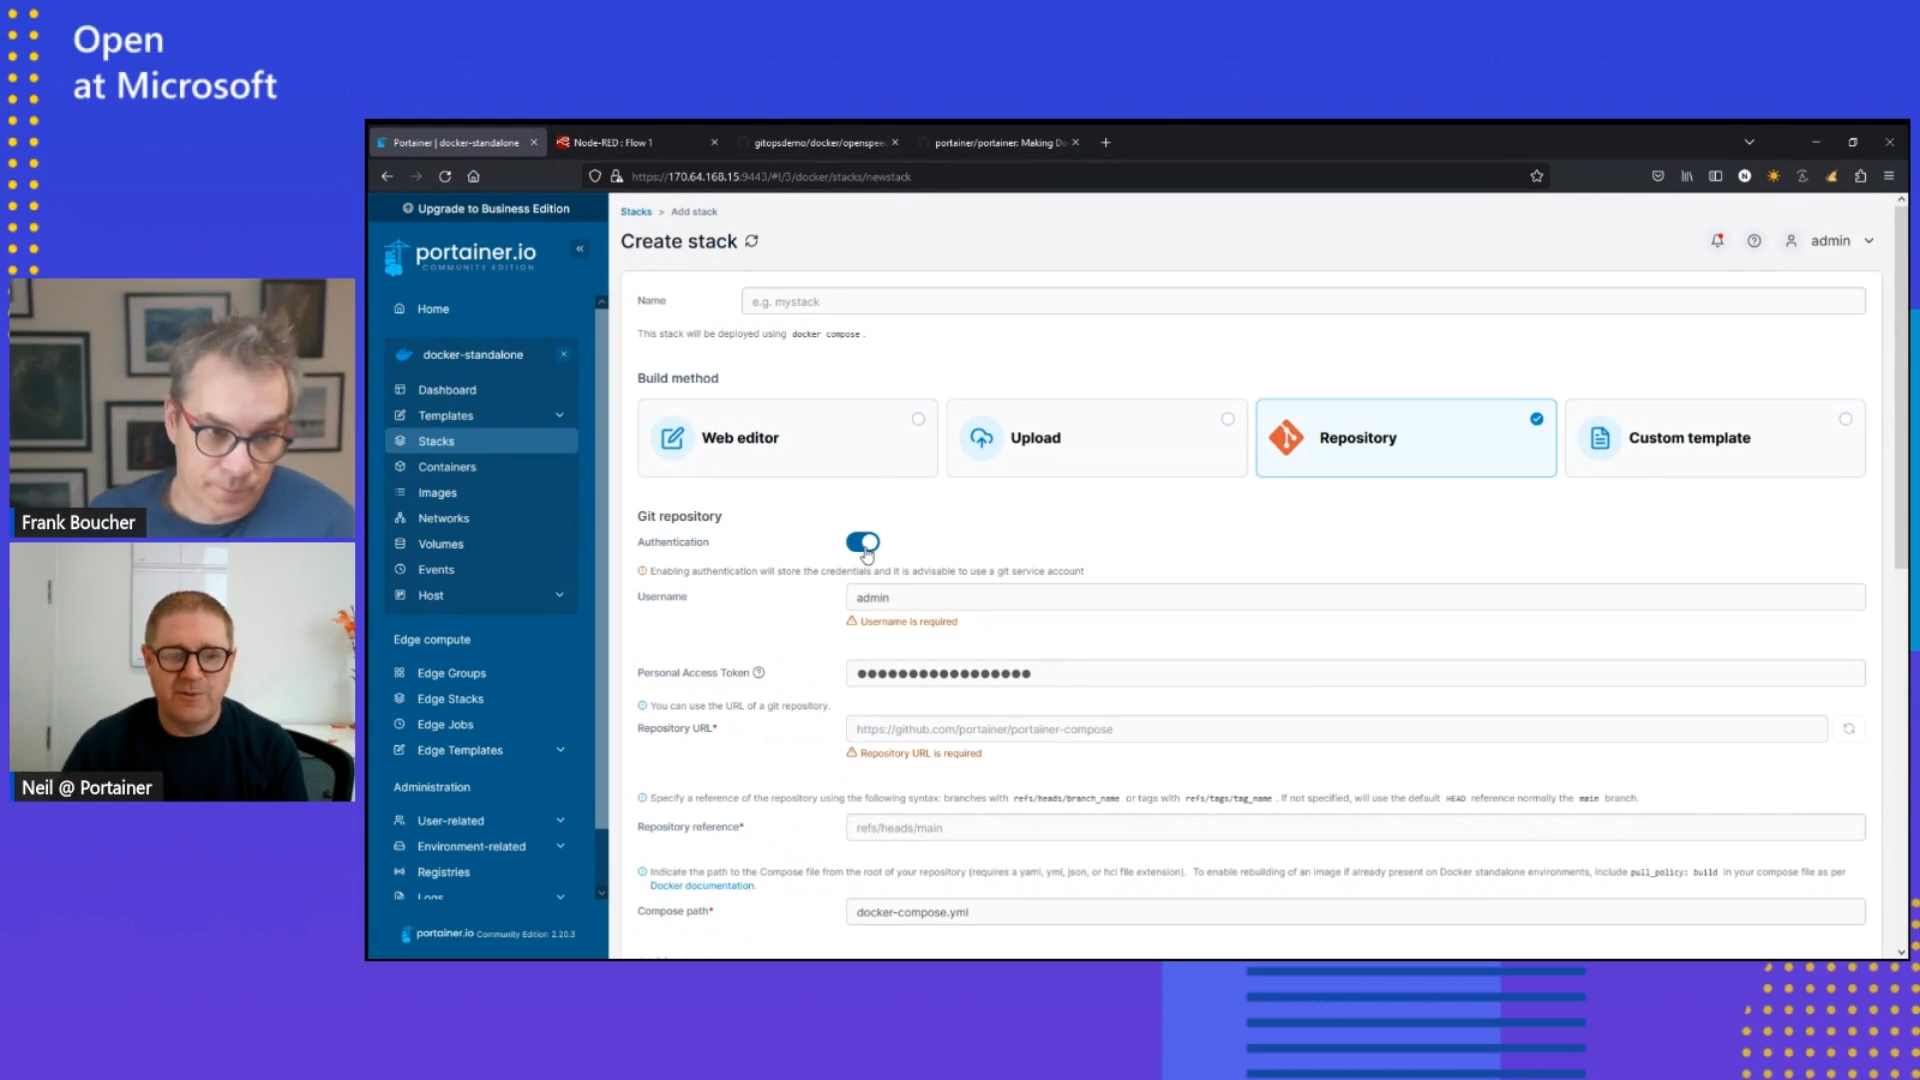 Open
at Microsoft
Portainer | docker-standalone
Node-RED : Flow 1
gitopsdemo/docker/openspee
portainer/portainer: Making Do
https://170.64.168.15:9443/#!/3/docker/stacks/newstack
Upgrade to Business Edition
portainer.io
COMMUNITY EDITION
Home
docker-standalone
Dashboard
Templates
Stacks
Containers
Images
Networks
Volumes
Events
Host
Edge compute
Edge Groups
Edge Stacks
Edge Jobs
Edge Templates
Administration
User-related
Environment-related
Registries
Logs
portainer.io Community Edition 2.20.3
Stacks > Add stack
Create stack
admin
Name
e.g. mystack
This stack will be deployed using docker compose .
Build method
Web editor
Upload
Repository
Custom template
Git repository
Authentication
Enabling authentication will store the credentials and it is advisable to use a git service account
Username
admin
Username is required
Personal Access Token
You can use the URL of a git repository.
Repository URL*
https://github.com/portainer/portainer-compose
Repository URL is required
Specify a reference of the repository using the following syntax: branches with refs/heads/branch_name or tags with refs/tags/tag_name . If not specified, will use the default HEAD reference normally the main branch.
Repository reference*
refs/heads/main
Indicate the path to the Compose file from the root of your repository (requires a yaml, yml, json, or hcl file extension). To enable rebuilding of an image if already present on Docker standalone environments, include pull_policy: build in your compose file as per
Docker documentation.
Compose path*
docker-compose.yml
Frank Boucher
Neil @ Portainer